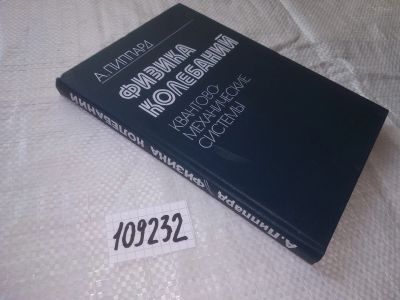 А. ПИППАРД
ФИЗИКА
КОЛЕБАНИЙ
КВАНТОВО-
МЕХАНИЧЕСКИЕ
СИСТЕМЫ
А. Пиппард // ФИЗИКА КОЛЕБАНИЙ
109232